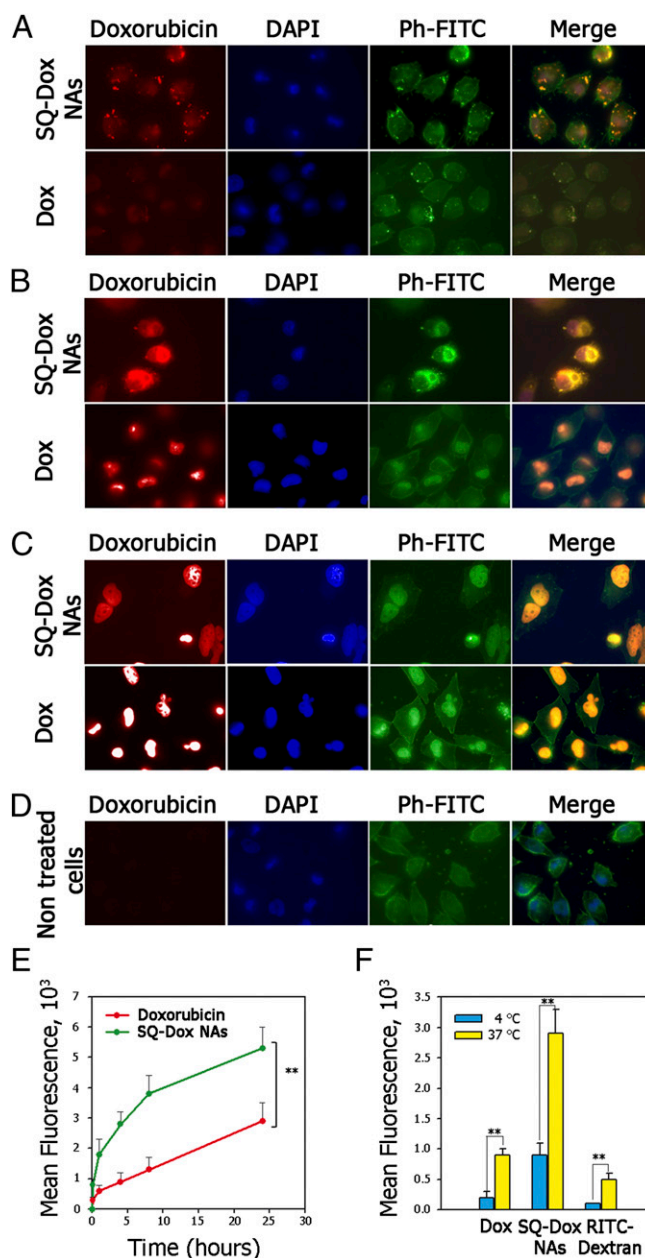 A
Doxorubicin DAPI Ph-FITC Merge
SQ-Dox
NAs
Dox
B
Doxorubicin DAPI Ph-FITC Merge
SQ-Dox
NAs
Dox
C
Doxorubicin DAPI Ph-FITC Merge
SQ-Dox
NAs
Dox
D
Doxorubicin DAPI Ph-FITC Merge
Non treated
cells
E
Mean Fluorescence, 10³
7
6
5
4
3
2
1
0
Doxorubicin
SQ-Dox NAs
**
0 5 10 15 20 25 30
Time (hours)
F
Mean Fluorescence, 10³
3.5
3.0
2.5
2.0
1.5
1.0
0.5
0.0
4 °C
37 °C
**
**
**
Dox SQ-Dox RITC-
NAs Dextran